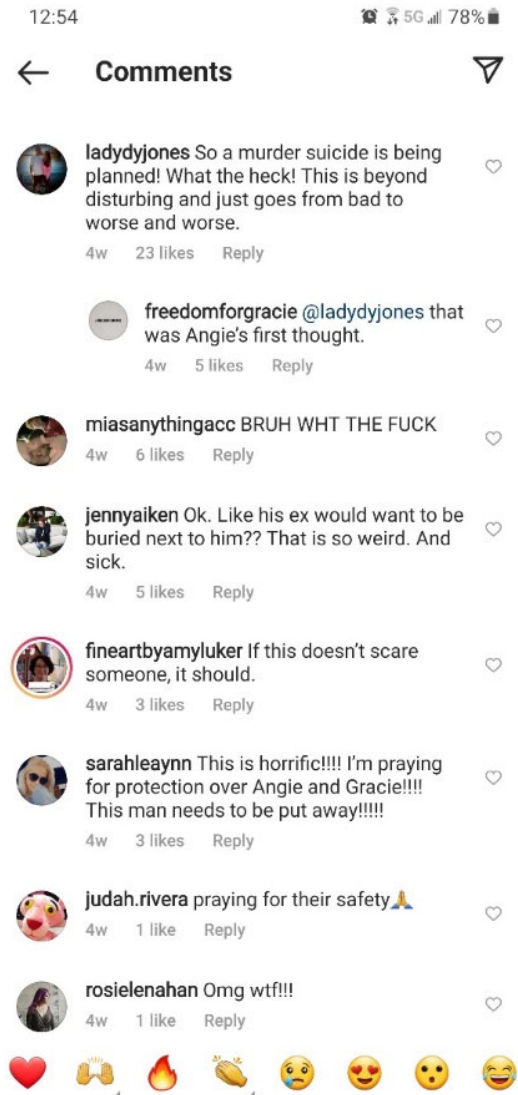 12:54 5G 78%
Comments
ladydyjones So a murder suicide is being
planned! What the heck! This is beyond
disturbing and just goes from bad to
worse and worse.
4w 23 likes Reply
freedomforgracie @ladydyjones that
was Angie's first thought.
4w 5 likes Reply
miasanythingacc BRUH WHT THE FUCK
4w 6 likes Reply
jennyaiken Ok. Like his ex would want to be
buried next to him?? That is so weird. And
sick.
4w 5 likes Reply
fineartbyamyluker If this doesn't scare
someone, it should.
4w 3 likes Reply
sarahleaynn This is horrific!!!! I'm praying
for protection over Angie and Gracie!!!!
This man needs to be put away!!!!!
4w 3 likes Reply
judah.rivera praying for their safety🙏
4w 1 like Reply
rosielenahan Omg wtf!!!
4w 1 like Reply